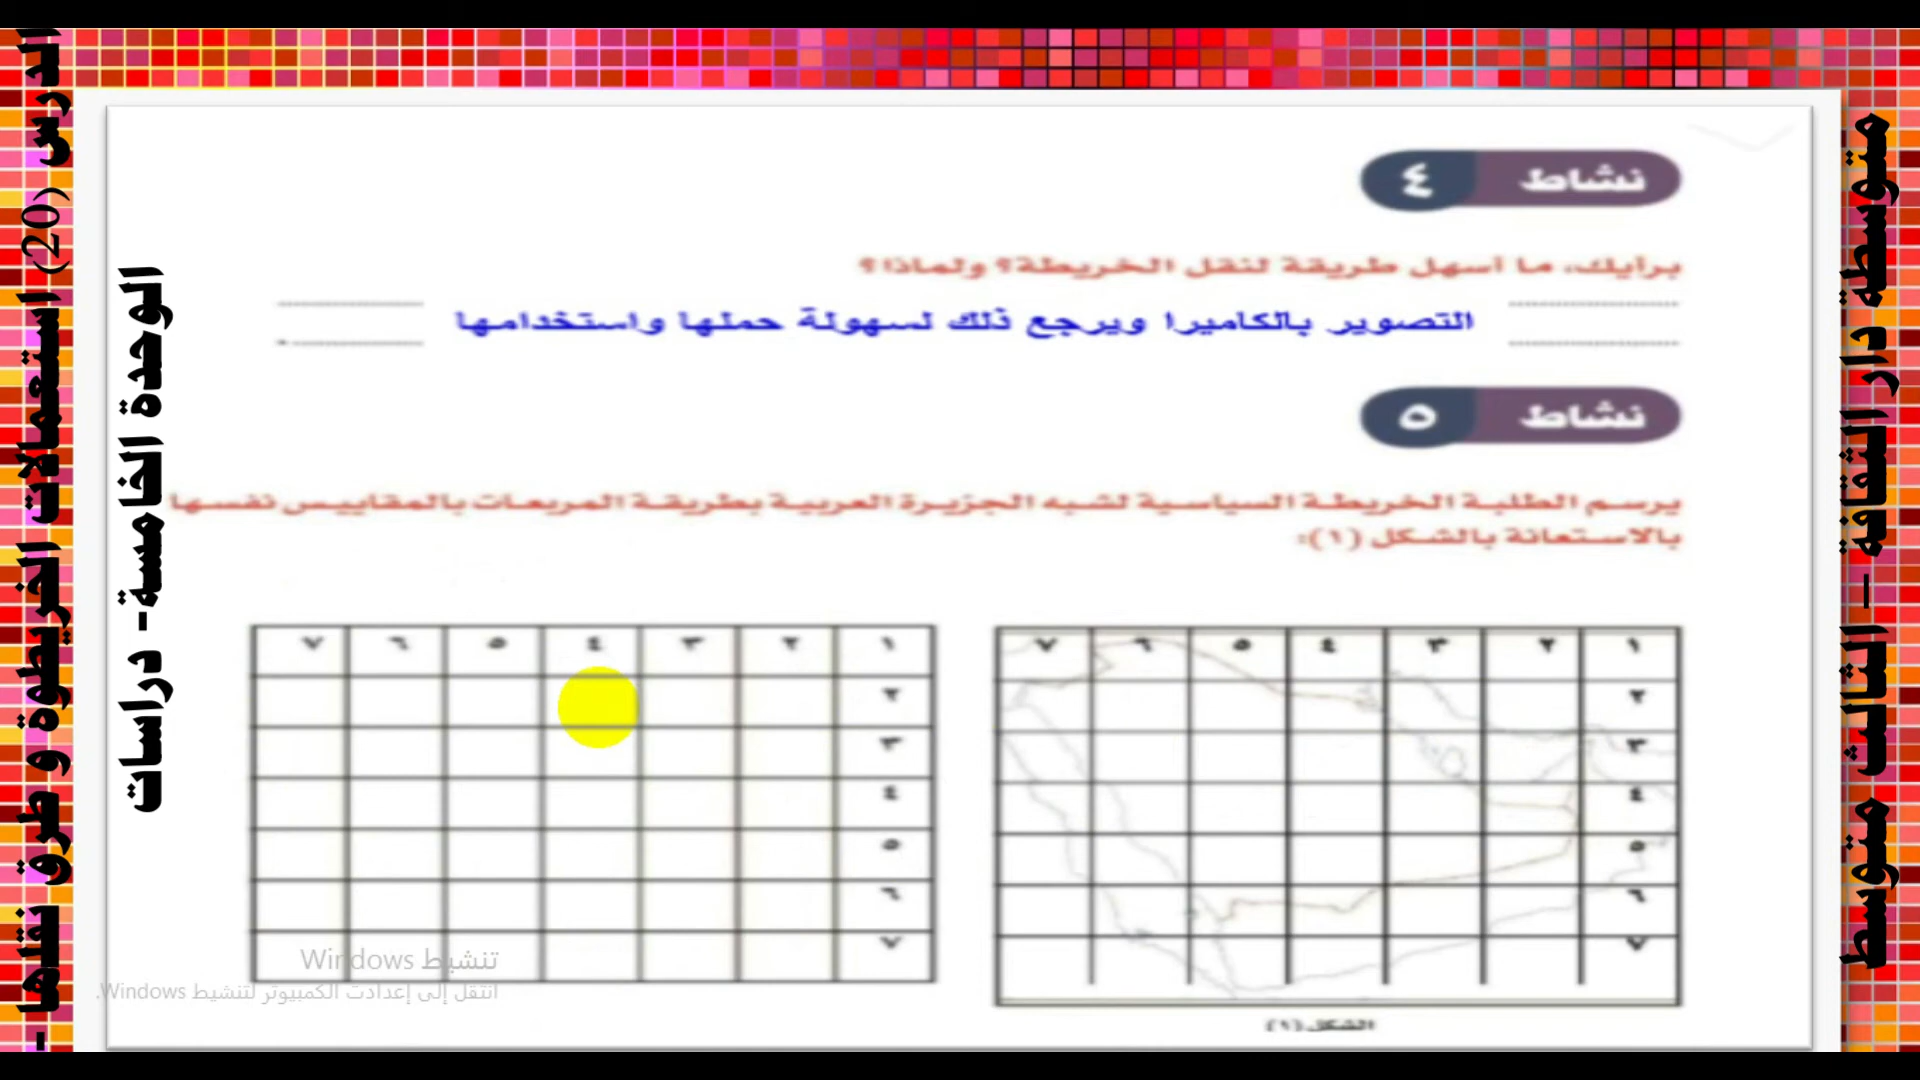 نشاط ٤
برأيك، ما أسهل طريقة لنقل الخريطة؟ ولماذا؟
التصوير بالكاميرا ويرجع ذلك لسهولة حملها واستخدامها
نشاط ٥
يرسم الطلبة الخريطة السياسية لشبه الجزيرة العربية بطريقة المربعات بالمقاييس نفسها
بالاستعانة بالشكل (١):
١ ٢ ٣ ٤ ٥ ٦ ٧
٢
٣
٤
٥
٦
٧
الشكل (١)
١ ٢ ٣ ٤ ٥ ٦ ٧
٢
٣
٤
٥
٦
٧
تنشيط Windows
انتقل إلى إعدادت الكمبيوتر لتنشيط Windows.
متوسطه دار الثقافة – الثالث متوسط
الوحدة الخامسة- دراسات
الدرس (20) استعمالات الخريطوة و طرق نقلها -